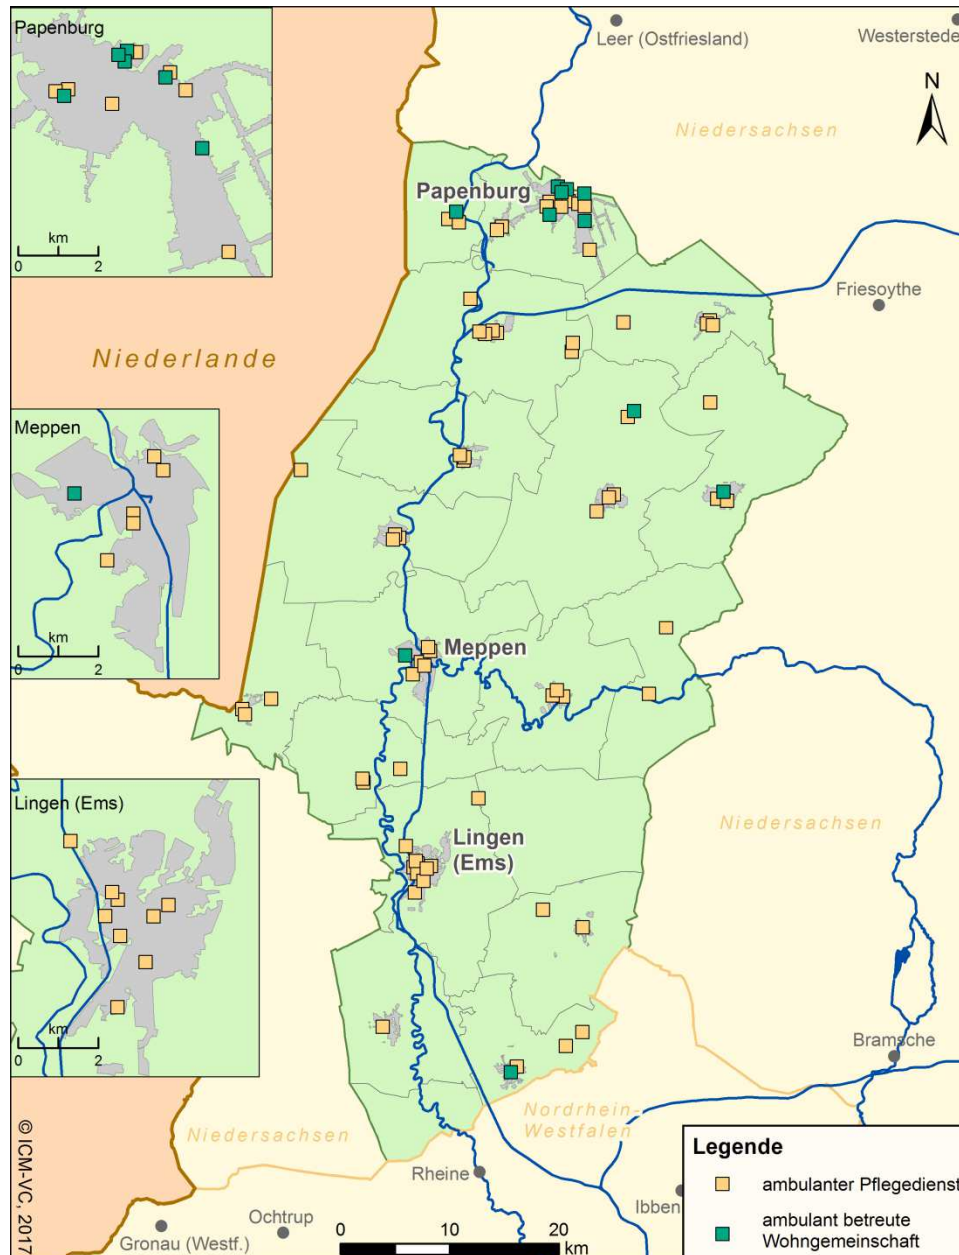 Papenburg
km
0 2
Leer (Ostfriesland)
Westerstede
N
Niedersachsen
Papenburg
Friesoythe
Niederlande
Meppen
km
0 2
Meppen
Lingen (Ems)
km
0 2
Lingen
(Ems)
Niedersachsen
Bramsche
Niedersachsen
Nordrhein-
Westfalen
Rheine
Ibben
Ochtrup
Gronau (Westf.)
0 10 20
km
© ICM-VC, 2017
Legende
ambulanter Pflegedienst
ambulant betreute
Wohngemeinschaft